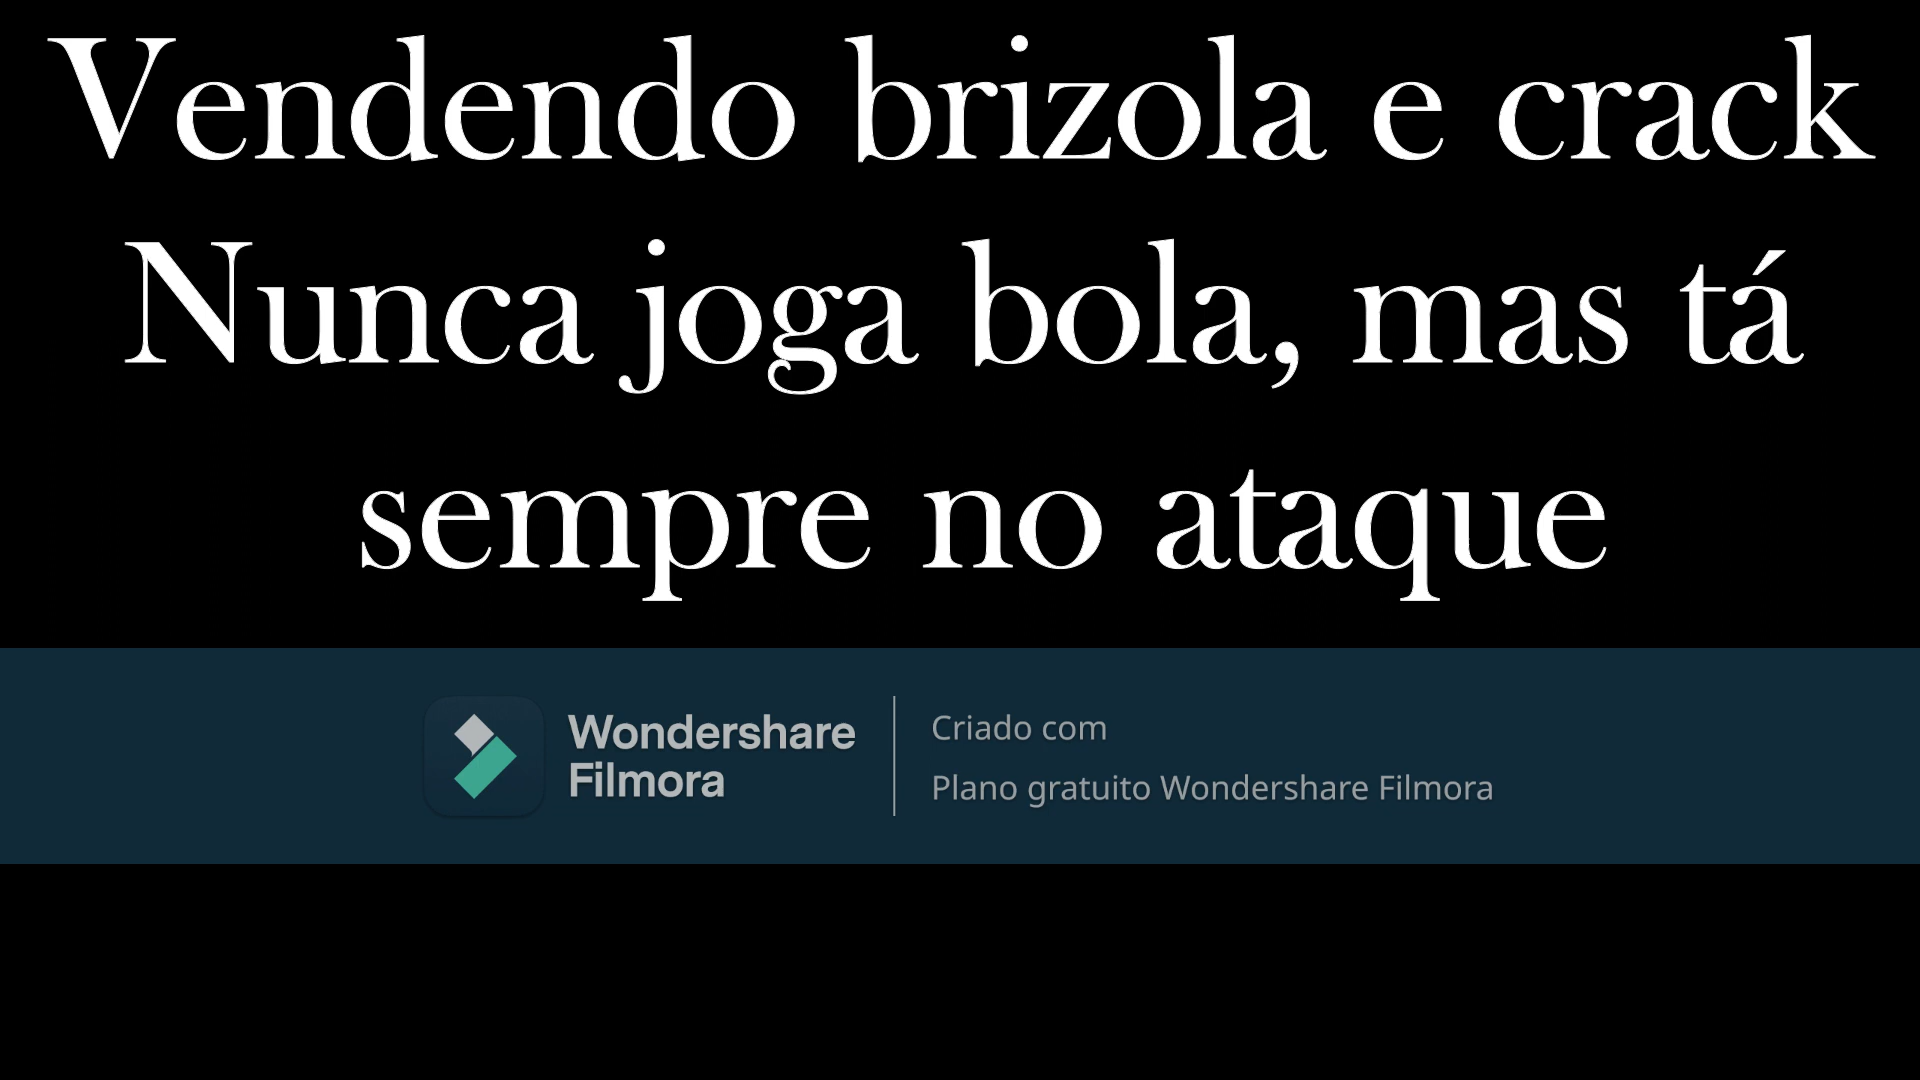 Vendendo brizola e crack
Nunca joga bola, mas tá
sempre no ataque
Wondershare
Filmora
Criado com
Plano gratuito Wondershare Filmora